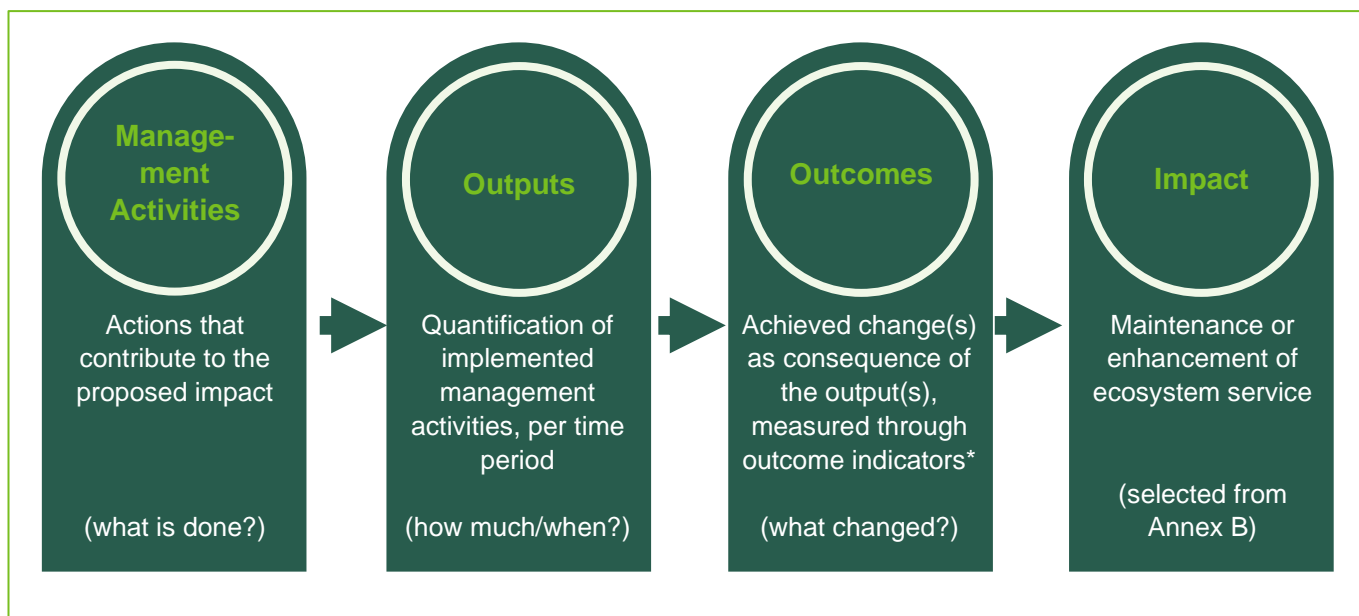 Manage-
ment
Activities
Actions that
contribute to the
proposed impact
(what is done?)
Outputs
Quantification of
implemented
management
activities, per time
period
(how much/when?)
Outcomes
Achieved change(s)
as consequence of
the output(s),
measured through
outcome indicators*
(what changed?)
Impact
Maintenance or
enhancement of
ecosystem service
(selected from
Annex B)